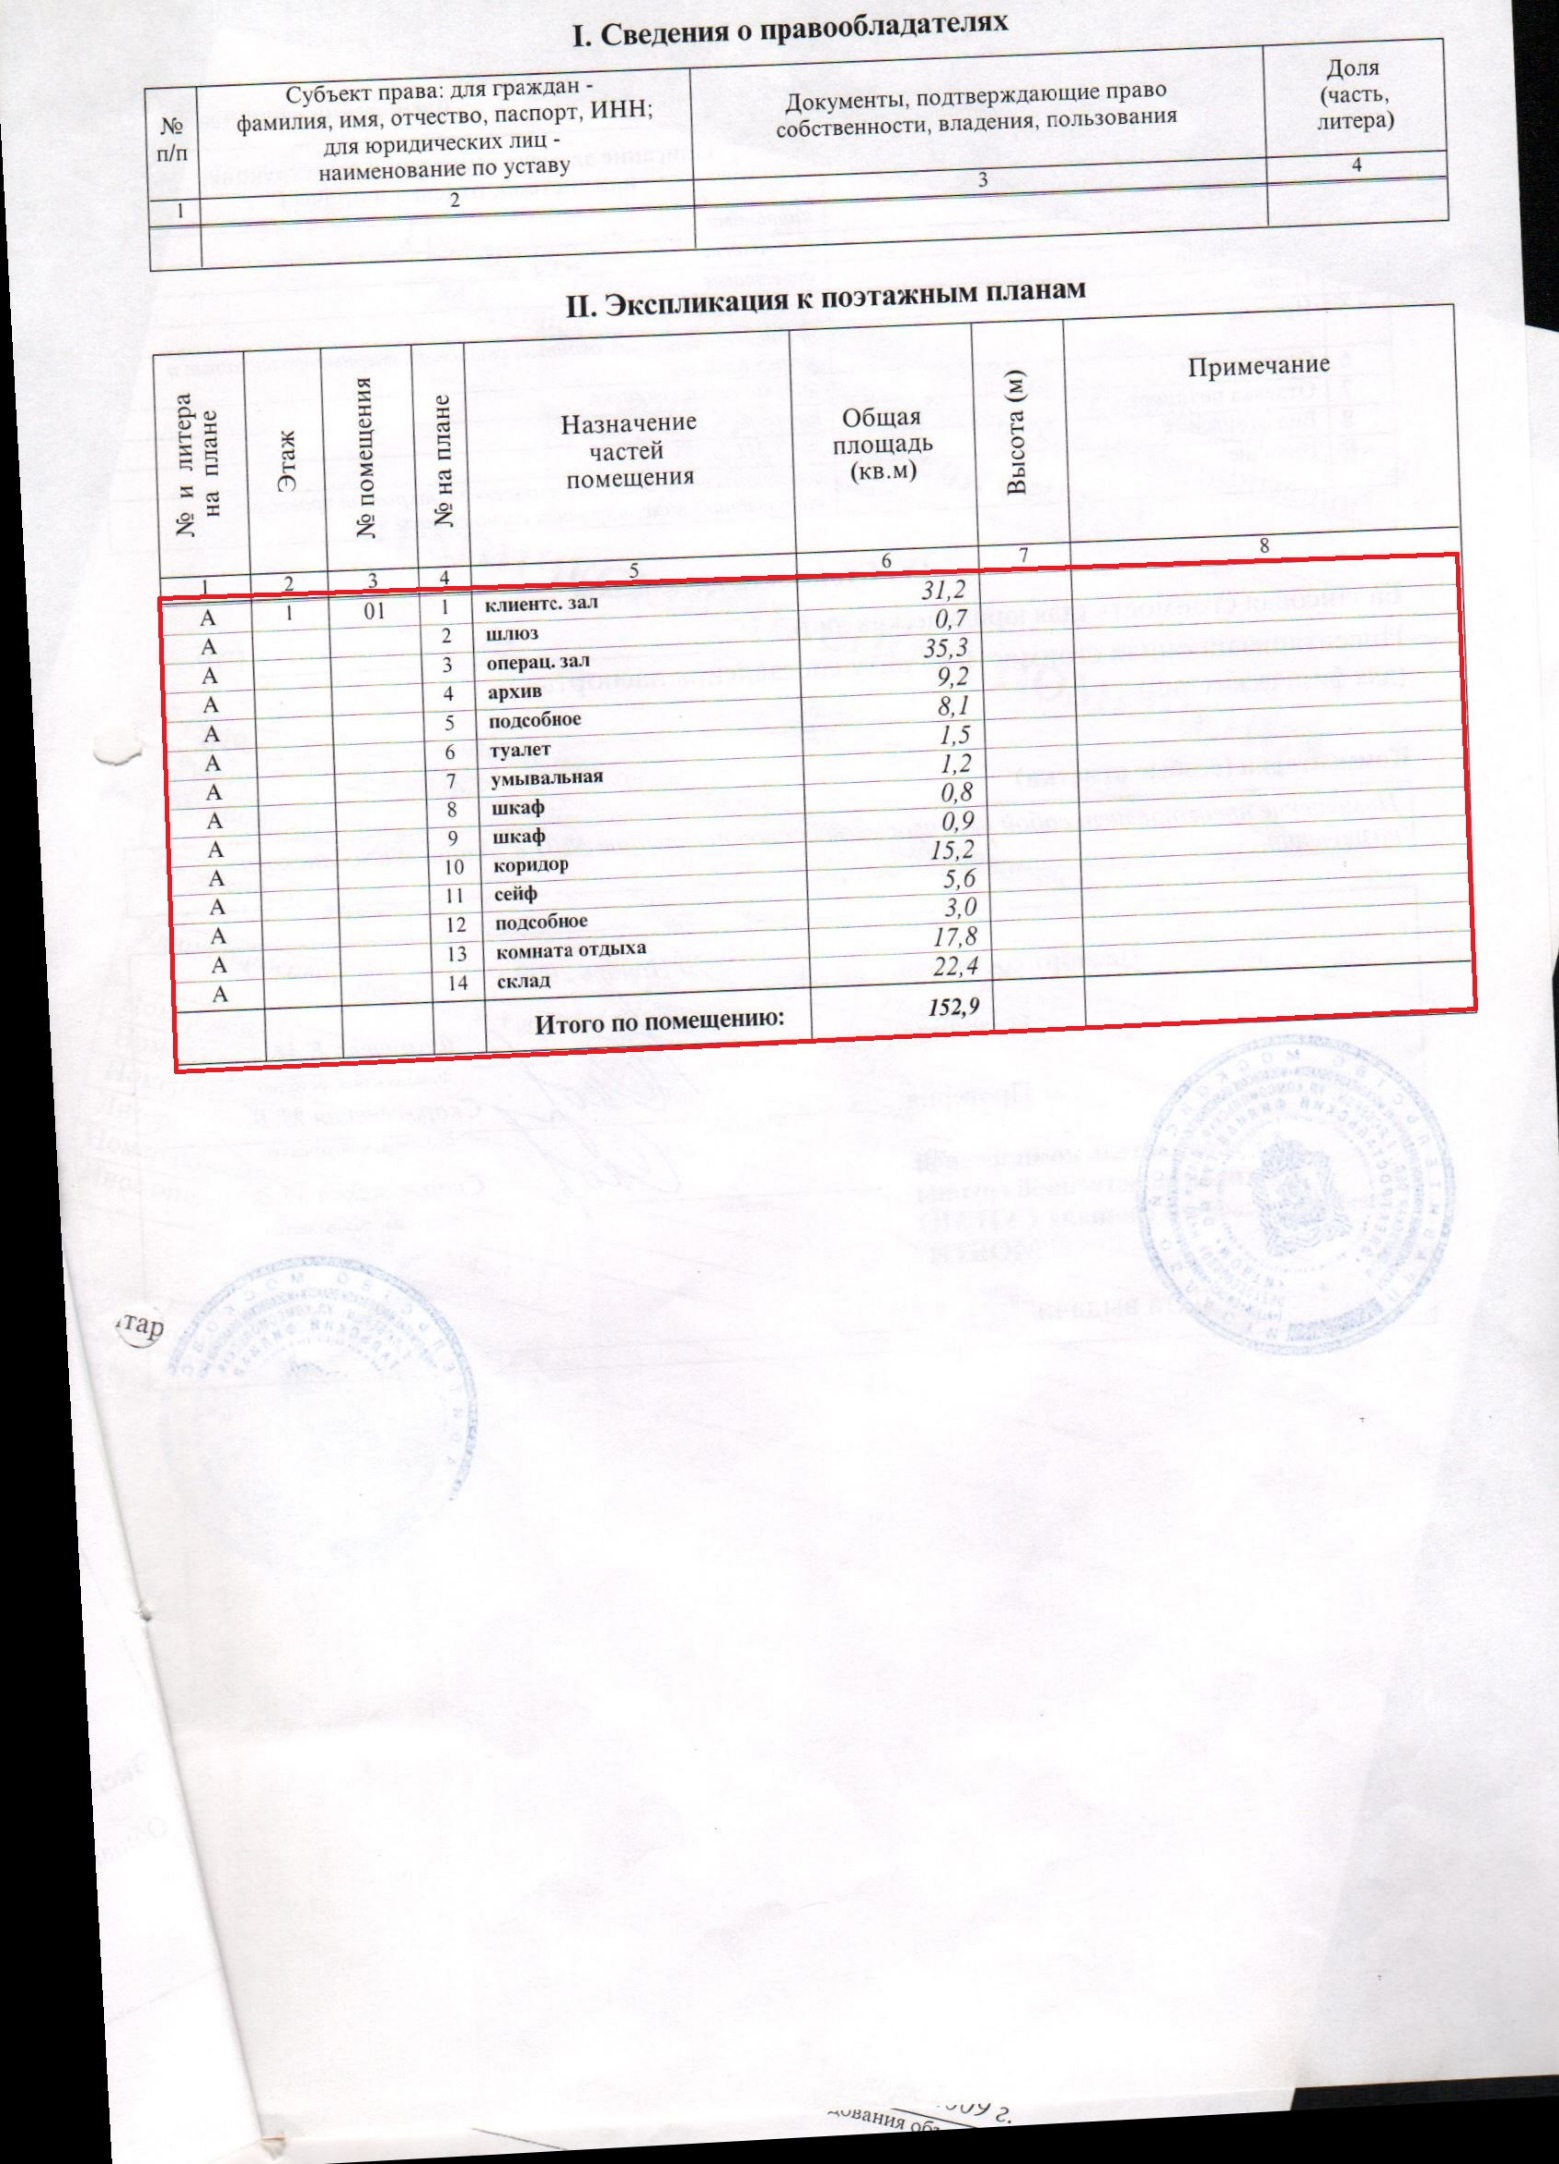 I. Сведения о правообладателях
№ п/п
Субъект права: для граждан -
фамилия, имя, отчество, паспорт, ИНН;
для юридических лиц -
наименование по уставу
Документы, подтверждающие право
собственности, владения, пользования
Доля
(часть,
литера)
1 2 3 4
II. Экспликация к поэтажным планам
№ и литера
на плане
Этаж
№ помещения
№ на плане
Назначение
частей
помещения
Общая
площадь
(кв.м)
Высота (м)
Примечание
1 2 3 4 5 6 7 8
А 1 01 1 клиентс. зал 31,2
А 2 шлюз 0,7
А 3 операц. зал 35,3
А 4 архив 9,2
А 5 подсобное 8,1
А 6 туалет 1,5
А 7 умывальная 1,2
А 8 шкаф 0,8
А 9 шкаф 0,9
А 10 коридор 15,2
А 11 сейф 5,6
А 12 подсобное 3,0
А 13 комната отдыха 17,8
А 14 склад 22,4
Итого по помещению: 152,9